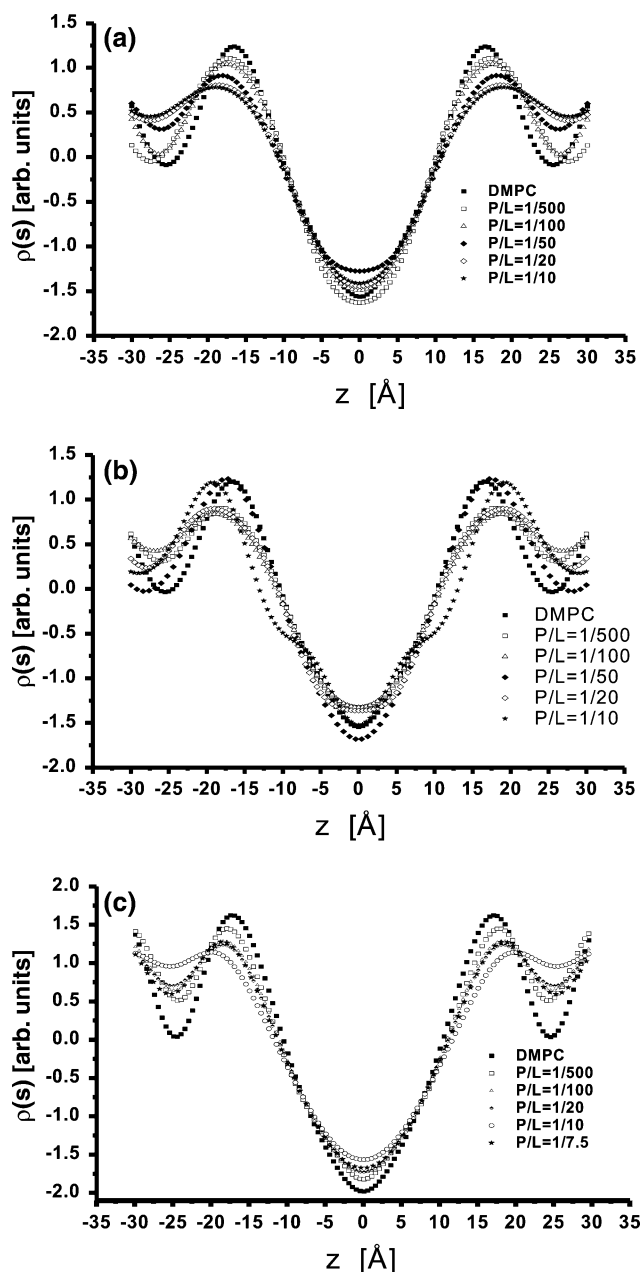 (a)
1.5
1.0
0.5
0.0
-0.5
-1.0
-1.5
-2.0
ρ(s) [arb. units]
DMPC
P/L=1/500
P/L=1/100
P/L=1/50
P/L=1/20
P/L=1/10
-35 -30 -25 -20 -15 -10 -5 0 5 10 15 20 25 30 35
z [Å]
(b)
1.5
1.0
0.5
0.0
-0.5
-1.0
-1.5
-2.0
ρ(s) [arb. units]
DMPC
P/L=1/500
P/L=1/100
P/L=1/50
P/L=1/20
P/L=1/10
-35 -30 -25 -20 -15 -10 -5 0 5 10 15 20 25 30 35
z [Å]
(c)
2.0
1.5
1.0
0.5
0.0
-0.5
-1.0
-1.5
-2.0
ρ(s) [arb. units]
DMPC
P/L=1/500
P/L=1/100
P/L=1/20
P/L=1/10
P/L=1/7.5
-35 -30 -25 -20 -15 -10 -5 0 5 10 15 20 25 30 35
z [Å]